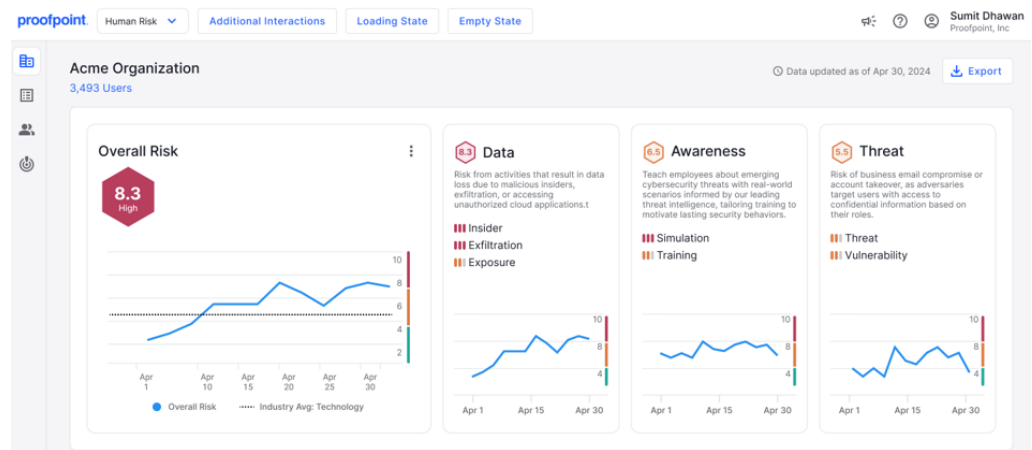 proofpoint.
Human Risk
Additional Interactions
Loading State
Empty State
Sumit Dhawan
Proofpoint, Inc
Acme Organization
3,493 Users
Data updated as of Apr 30, 2024
Export
Overall Risk
8.3
High
10
8
6
4
2
Apr 1
Apr 10
Apr 15
Apr 20
Apr 25
Apr 30
Overall Risk
Industry Avg: Technology
8.3 Data
Risk from activities that result in data
loss due to malicious insiders,
exfiltration, or accessing
unauthorized cloud applications.t
Insider
Exfiltration
Exposure
10
8
4
Apr 1 Apr 15 Apr 30
6.5 Awareness
Teach employees about emerging
cybersecurity threats with real-world
scenarios informed by our leading
threat intelligence, tailoring training to
motivate lasting security behaviors.
Simulation
Training
10
8
4
Apr 1 Apr 15 Apr 30
5.5 Threat
Risk of business email compromise or
account takeover, as adversaries
target users with access to
confidential information based on
their roles.
Threat
Vulnerability
10
8
4
Apr 1 Apr 15 Apr 30